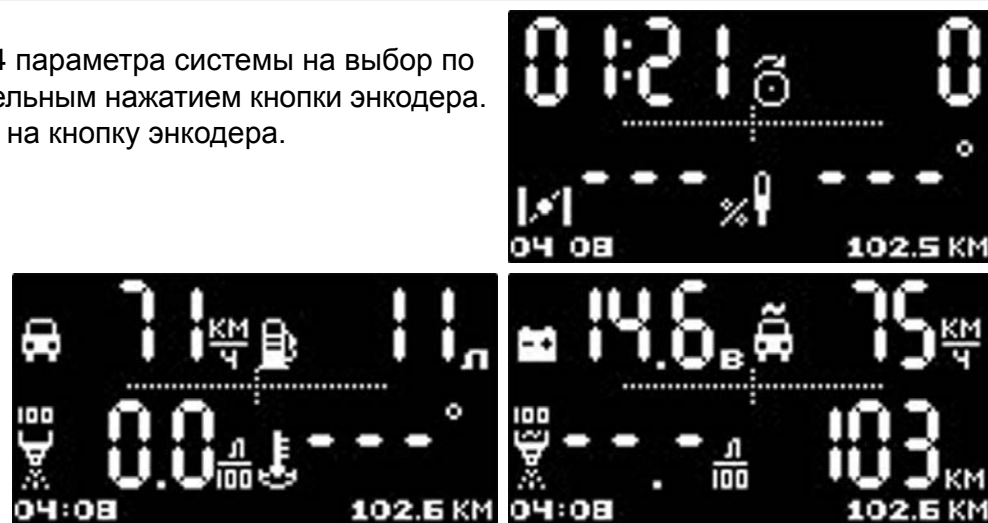 4 параметра системы на выбор по
ельным нажатием кнопки энкодера.
на кнопку энкодера.
01:21 0
--- % ---°
04 08 102.5 КМ
71 КМ/Ч 11 Л
100 0.0 Л/100 ---°
04:08 102.6 КМ
14.6 В 75 КМ/Ч
100 --.- Л/100 103 КМ
04:08 102.6 КМ